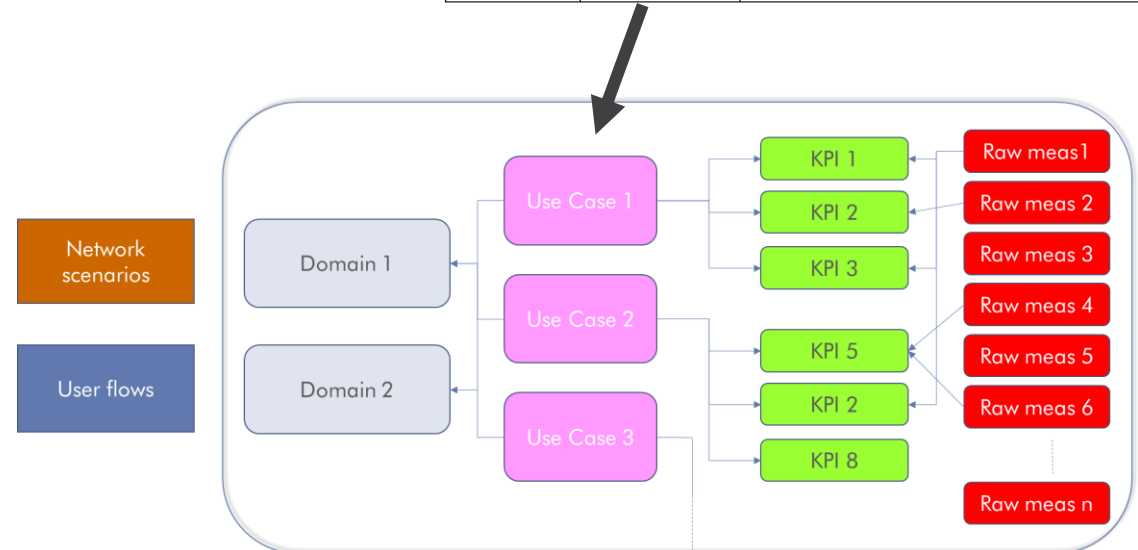 Network
scenarios
User flows
Domain 1
Domain 2
Use Case 1
Use Case 2
Use Case 3
KPI 1
KPI 2
KPI 3
KPI 5
KPI 2
KPI 8
Raw meas1
Raw meas 2
Raw meas 3
Raw meas 4
Raw meas 5
Raw meas 6
Raw meas n